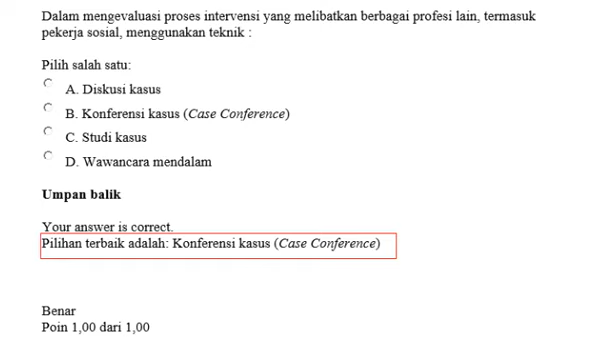 Dalam mengevaluasi proses intervensi yang melibatkan berbagai profesi lain, termasuk
pekerja sosial, menggunakan teknik :
Pilih salah satu:
A. Diskusi kasus
B. Konferensi kasus (Case Conference)
C. Studi kasus
D. Wawancara mendalam
Umpan balik
Your answer is correct.
Pilihan terbaik adalah: Konferensi kasus (Case Conference)
Benar
Poin 1,00 dari 1,00